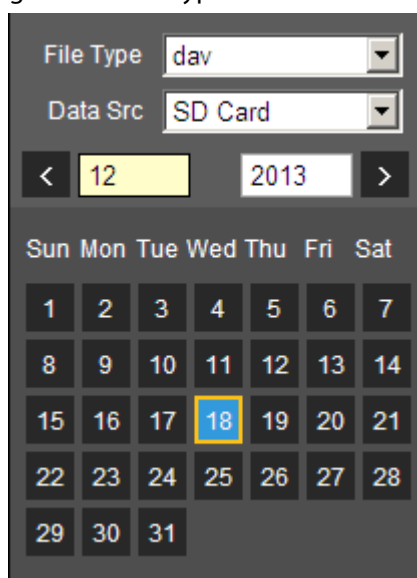 File Type dav
Data Src SD Card
< 12 2013 >
Sun Mon Tue Wed Thu Fri Sat
1 2 3 4 5 6 7
8 9 10 11 12 13 14
15 16 17 18 19 20 21
22 23 24 25 26 27 28
29 30 31